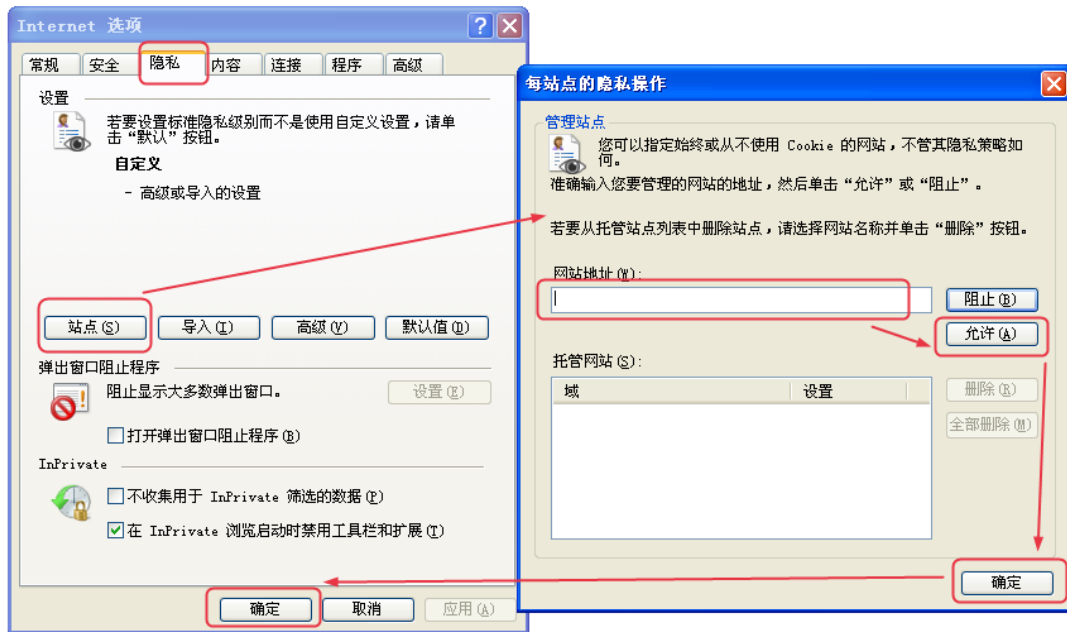 Internet 选项
常规 安全 隐私 内容 连接 程序 高级
设置
若要设置标准隐私级别而不是使用自定义设置，请单
击“默认”按钮。
自定义
- 高级或导入的设置
站点(S) 导入(I) 高级(V) 默认值(D)
弹出窗口阻止程序
阻止显示大多数弹出窗口。
设置(E)
打开弹出窗口阻止程序(B)
InPrivate
不收集用于 InPrivate 筛选的数据(P)
在 InPrivate 浏览启动时禁用工具栏和扩展(T)
确定 取消 应用(A)
每站点的隐私操作
管理站点
您可以指定始终或从不使用 Cookie 的网站，不管其隐私策略如
何。
准确输入您要管理的网站的地址，然后单击“允许”或“阻止”。
若要从托管站点列表中删除站点，请选择网站名称并单击“删除”按钮。
网站地址(W):
阻止(B)
允许(A)
托管网站(S):
域 设置
删除(R)
全部删除(M)
确定